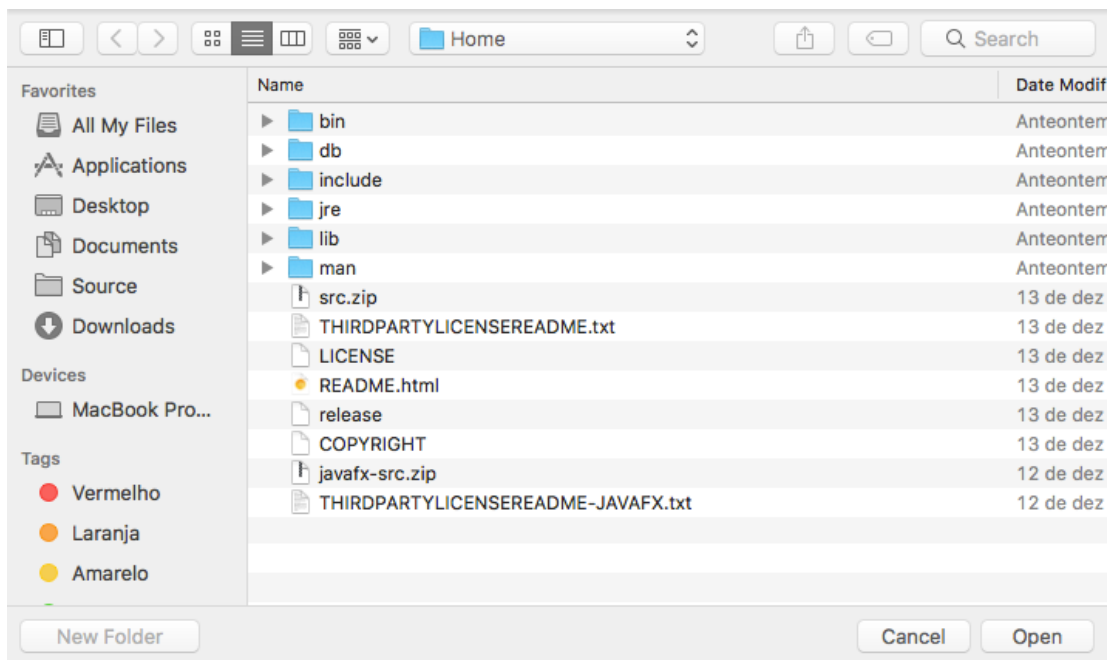 Home
Search
Favorites
All My Files
Applications
Desktop
Documents
Source
Downloads
Devices
MacBook Pro...
Tags
Vermelho
Laranja
Amarelo
Name Date Modif
bin Anteontem
db Anteontem
include Anteontem
jre Anteontem
lib Anteontem
man Anteontem
src.zip 13 de dez
THIRDPARTYLICENSEREADME.txt 13 de dez
LICENSE 13 de dez
README.html 13 de dez
release 13 de dez
COPYRIGHT 13 de dez
javafx-src.zip 12 de dez
THIRDPARTYLICENSEREADME-JAVAFX.txt 12 de dez
New Folder
Cancel
Open